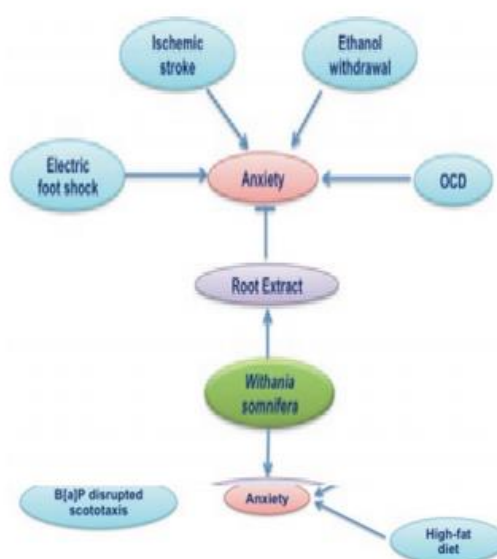 Ischemic
stroke
Ethanol
withdrawal
Electric
foot shock
Anxiety
OCD
Root Extract
Withania
somnifera
B[a]P disrupted
scototaxis
Anxiety
High-fat
diet